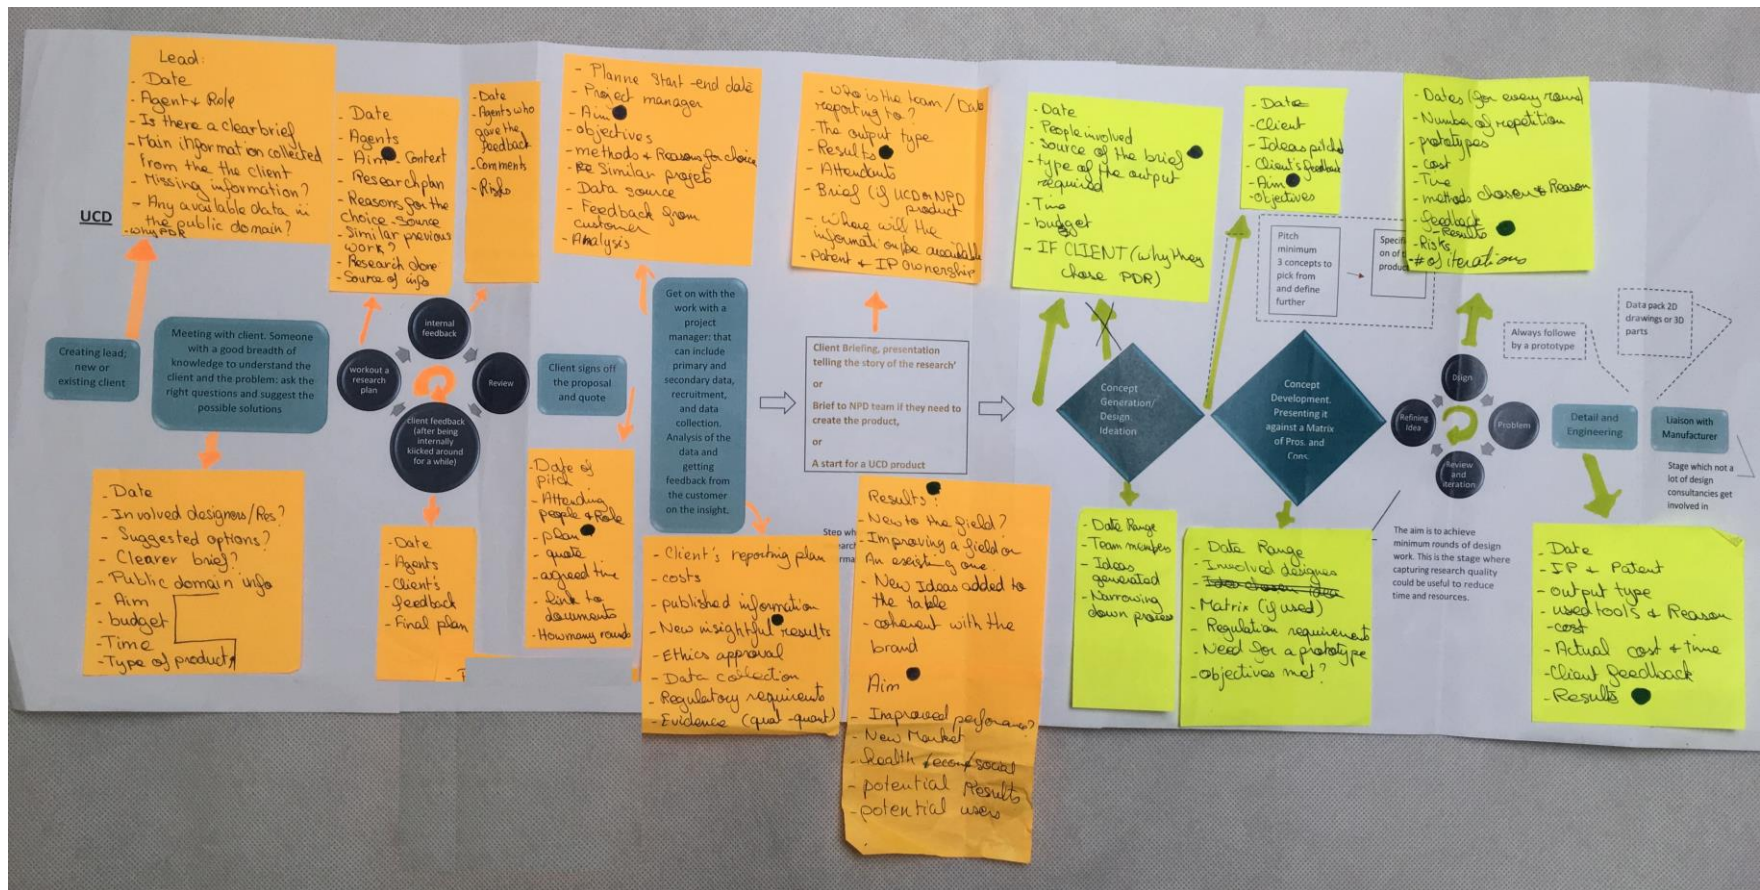 Lead:
- Date
- Agent & Role
- Is there a clear brief
- Main information collected
from the the client
- Missing information?
- Any available data in
the public domain?
- Why PDR
UCD
- Date
- Agents
- Aim - Context
- Research plan
- Reasons for the
choice - source
- Similar previous
work?
- Research done
- Source of info
- Date
- Agents who
gave the
feedback
- Comments
- Risks
- Planne Start -end date
- Project manager
- Aim
- objectives
- methods & Reasons for choice
- Similar projets
- Data source
- Feedback from
customer
- Analysis
- who is the team / Date
reporting to?
- The output type
- Results
- Attendants
- Brief (if UCD or NPD
product
- Where will the
information be available
- Patent & IP Ownership
- Date
- People involved
- source of the brief
- type of the output
required
- Time
- budget
- IF CLIENT (why they
chose PDR)
- Date
- Client
- Ideas pitched
- Client's feedback
- Aim
- objectives
- Dates (for every round
- Number of repetition
- prototypes
- cost
- Time
- methods chosen & Reason
- feedback
- Results
- Risks
- # of iterations
Creating lead;
new or
existing client
Meeting with client. Someone
with a good breadth of
knowledge to understand the
client and the problem: ask the
right questions and suggest the
possible solutions
internal
feedback
workout a
research
plan
Review
client feedback
(after being
internally
kiicked around
for a while)
Client signs off
the proposal
and quote
Get on with the
work with a
project
manager: that
can include
primary and
secondary data,
recruitment,
and data
collection.
Analysis of the
data and
getting
feedback from
the customer
on the insight.
Client Briefing, presentation
telling the story of the research'
or
Brief to NPD team if they need to
create the product,
or
A start for a UCD product
Concept
Generation/
Design
Ideation
Pitch
minimum
3 concepts to
pick from
and define
further
Specifi
on of t
produc
Concept
Development.
Presenting it
against a Matrix
of Pros. and
Cons.
Dsign
Refining
Idea
Problem
Review
and
iteration
Always followe
by a prototype
Data pack 2D
drawings or 3D
parts
Detail and
Engineering
Liaison with
Manufacturer
Stage which not a
lot of design
consultancies get
involved in
The aim is to achieve
minimum rounds of design
work. This is the stage where
capturing research quality
could be useful to reduce
time and resources.
- Date
- Involved designers/Res?
- Suggested options?
- Clearer brief?
- Public domain info
- Aim
- budget
- Time
- Type of product
- Date
- Agents
- Client's
feedback
- Final plan
- Date of
pitch
- Attending
people & Role
- plan
- quote
- agreed time
- link to
documents
- How many rounds
Step wh
- Client's reporting plan
- costs
- published information
- New insightful results
- Ethics approval
- Data collection
- Regulatory requirients
- Evidence (qual -quant)
Results?
- New to the field?
- Improving a field or
An existing one.
- New Ideas added to
the table
- coherent with the
brand
Aim
- Improved perforance?
- New Market
- health /econ/social
- potential Results
- potential users
- Date Range
- Team members
- Ideas
generated
- Narrowing
down process
- Date Range
- Involved designes
- Matrix (if used)
- Regulation requirements
- Need for a prototype
- objectives met?
- Date
- IP & Patent
- output type
- used tools & Reason
- cost
- Actual cost & time
- Client feedback
- Results